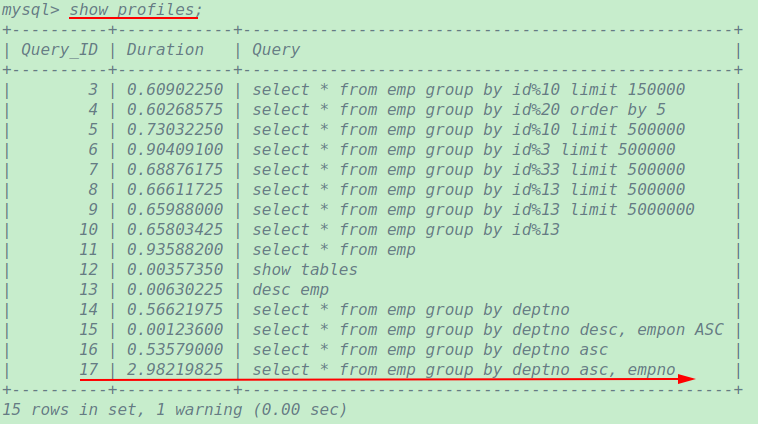 mysql> show profiles;
+----------+------------+---------------------------------------------------+
| Query_ID | Duration   | Query                                             |
+----------+------------+---------------------------------------------------+
|        3 | 0.60902250 | select * from emp group by id%10 limit 150000     |
|        4 | 0.60268575 | select * from emp group by id%20 order by 5       |
|        5 | 0.73032250 | select * from emp group by id%10 limit 500000     |
|        6 | 0.90409100 | select * from emp group by id%3 limit 500000      |
|        7 | 0.68876175 | select * from emp group by id%33 limit 500000     |
|        8 | 0.66611725 | select * from emp group by id%13 limit 500000     |
|        9 | 0.65988000 | select * from emp group by id%13 limit 5000000    |
|       10 | 0.65803425 | select * from emp group by id%13                  |
|       11 | 0.93588200 | select * from emp                                 |
|       12 | 0.00357350 | show tables                                       |
|       13 | 0.00630225 | desc emp                                          |
|       14 | 0.56621975 | select * from emp group by deptno                 |
|       15 | 0.00123600 | select * from emp group by deptno desc, empon ASC |
|       16 | 0.53579000 | select * from emp group by deptno asc             |
|       17 | 2.98219825 | select * from emp group by deptno asc, empno      |
+----------+------------+---------------------------------------------------+
15 rows in set, 1 warning (0.00 sec)